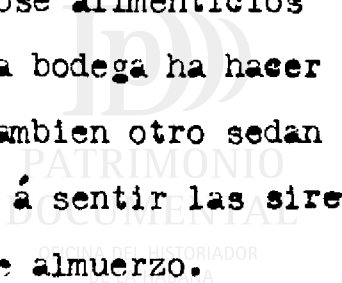 ose alimenticios
a bodega ha hacer
ambien otro sedan
PATRIMONIO
á sentir las sire
DOCUMENTAL
OFICINA DEL HISTORIADOR
e almuerzo.
DE LA HABANA